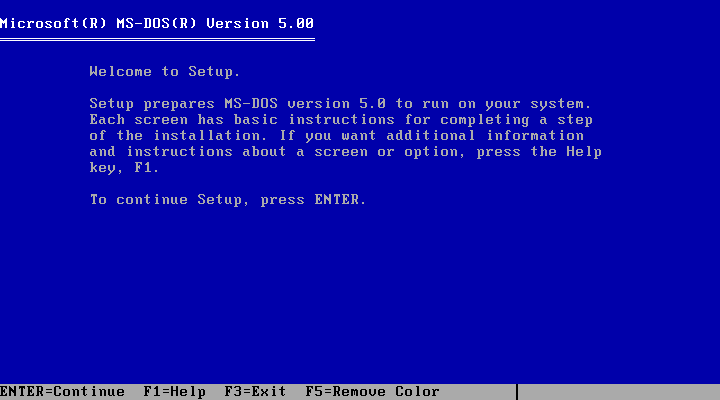 Microsoft(R) MS-DOS(R) Version 5.00
Welcome to Setup.
Setup prepares MS-DOS version 5.0 to run on your system.
Each screen has basic instructions for completing a step
of the installation. If you want additional information
and instructions about a screen or option, press the Help
key, F1.
To continue Setup, press ENTER.
ENTER=Continue  F1=Help  F3=Exit  F5=Remove Color